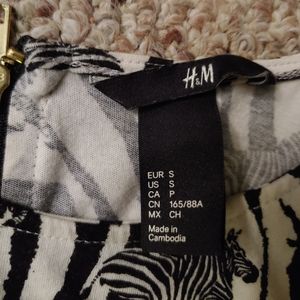 H&M
EUR S
US S
CA P
CN 165/88A
MX CH
Made in
Cambodia